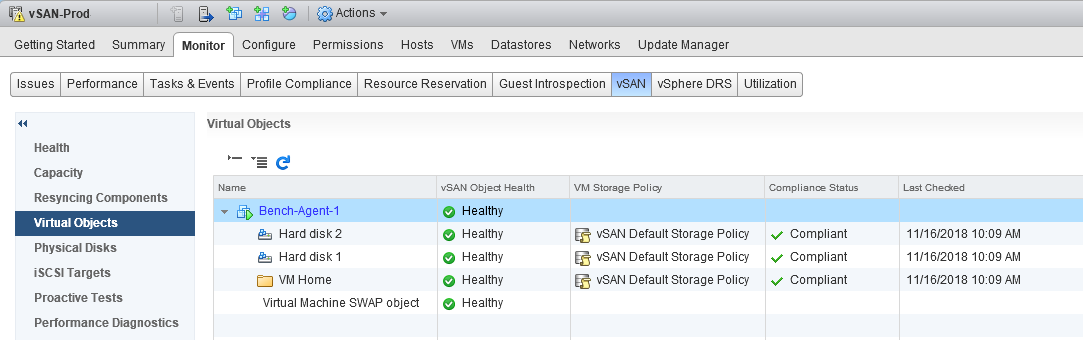 vSAN-Prod Actions
Getting Started Summary Monitor Configure Permissions Hosts VMs Datastores Networks Update Manager
Issues Performance Tasks & Events Profile Compliance Resource Reservation Guest Introspection vSAN vSphere DRS Utilization
Health
Capacity
Resyncing Components
Virtual Objects
Physical Disks
iSCSI Targets
Proactive Tests
Performance Diagnostics
Virtual Objects
Name vSAN Object Health VM Storage Policy Compliance Status Last Checked
Bench-Agent-1 Healthy
Hard disk 2 Healthy vSAN Default Storage Policy Compliant 11/16/2018 10:09 AM
Hard disk 1 Healthy vSAN Default Storage Policy Compliant 11/16/2018 10:09 AM
VM Home Healthy vSAN Default Storage Policy Compliant 11/16/2018 10:09 AM
Virtual Machine SWAP object Healthy